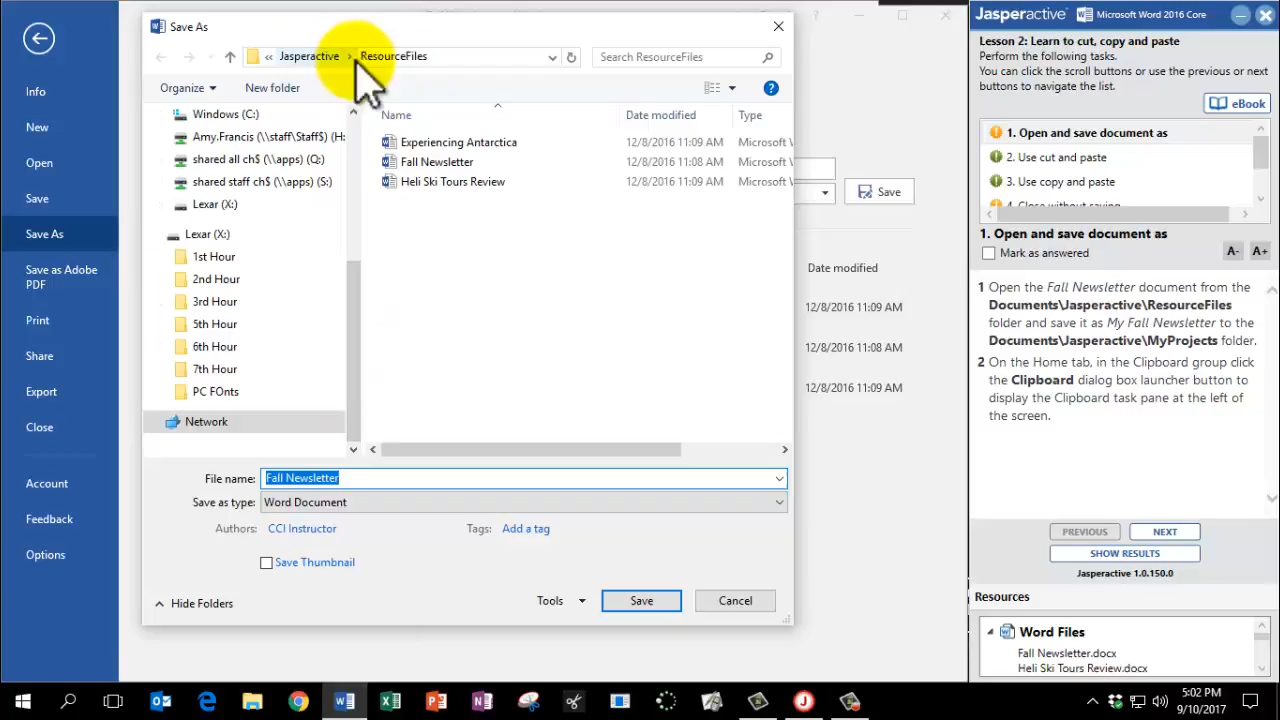 Save As
« Jasperactive › ResourceFiles
Search ResourceFiles
Organize
New folder
Windows (C:)
Amy.Francis (\\staff\Staff$) (H:
shared all ch$ (\\apps) (Q:)
shared staff ch$ (\\apps) (S:)
Lexar (X:)
Lexar (X:)
1st Hour
2nd Hour
3rd Hour
5th Hour
6th Hour
7th Hour
PC FOnts
Network
Name
Date modified
Type
Experiencing Antarctica
12/8/2016 11:09 AM
Microsoft W
Fall Newsletter
12/8/2016 11:08 AM
Microsoft W
Heli Ski Tours Review
12/8/2016 11:09 AM
Microsoft W
File name:
Fall Newsletter
Save as type:
Word Document
Authors:
CCI Instructor
Tags:
Add a tag
Save Thumbnail
Hide Folders
Tools
Save
Cancel
Info
New
Open
Save
Save As
Save as Adobe
PDF
Print
Share
Export
Close
Account
Feedback
Options
Save
Date modified
12/8/2016 11:09 AM
12/8/2016 11:08 AM
12/8/2016 11:09 AM
Jasperactive
Microsoft Word 2016 Core
Lesson 2: Learn to cut, copy and paste
Perform the following tasks.
You can click the scroll buttons or use the previous or next
buttons to navigate the list.
eBook
1. Open and save document as
2. Use cut and paste
3. Use copy and paste
4. Close without saving
1. Open and save document as
Mark as answered
A-
A+
1 Open the Fall Newsletter document from the
Documents\Jasperactive\ResourceFiles
folder and save it as My Fall Newsletter to the
Documents\Jasperactive\MyProjects folder.
2 On the Home tab, in the Clipboard group click
the Clipboard dialog box launcher button to
display the Clipboard task pane at the left of
the screen.
PREVIOUS
NEXT
SHOW RESULTS
Jasperactive 1.0.150.0
Resources
Word Files
Fall Newsletter.docx
Heli Ski Tours Review.docx
5:02 PM
9/10/2017